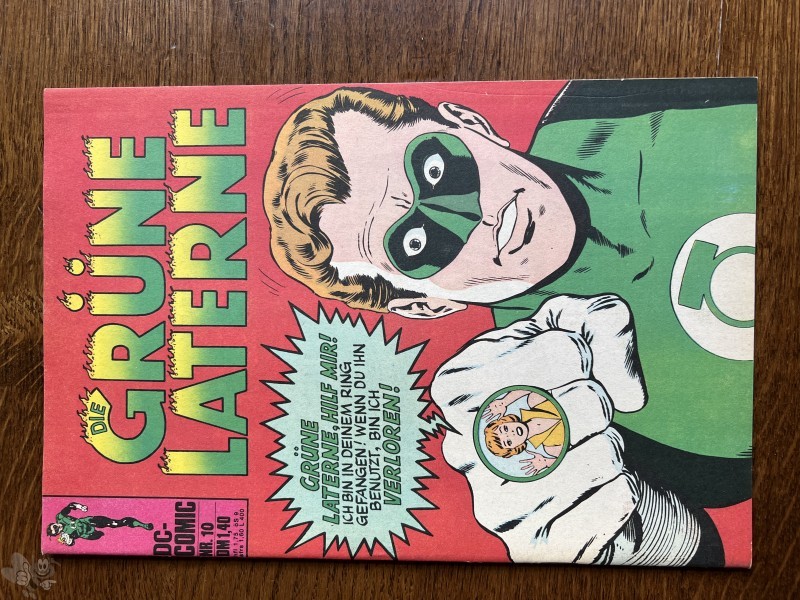 DC-
COMIC
NR. 10
DM 1,40
DIE
GRÜNE
LATERNE
GRÜNE
LATERNE, HILF MIR!
ICH BIN IN DEINEM RING
GEFANGEN! WENN DU IHN
BENUTZT, BIN ICH
VERLOREN!